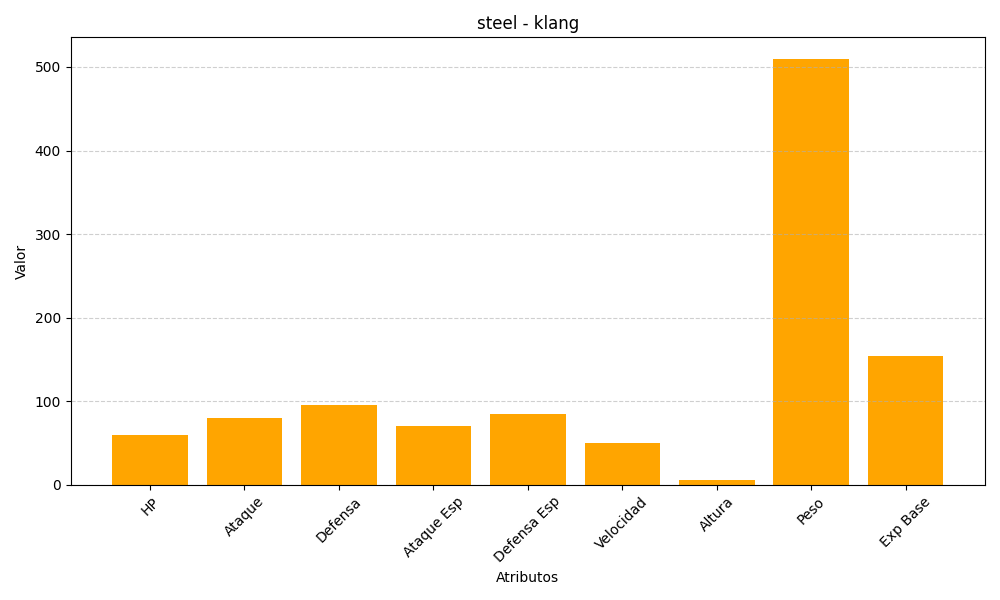 steel - klang
Valor
500
400
300
200
100
0
HP
Ataque
Defensa
Ataque Esp
Defensa Esp
Velocidad
Altura
Peso
Exp Base
Atributos